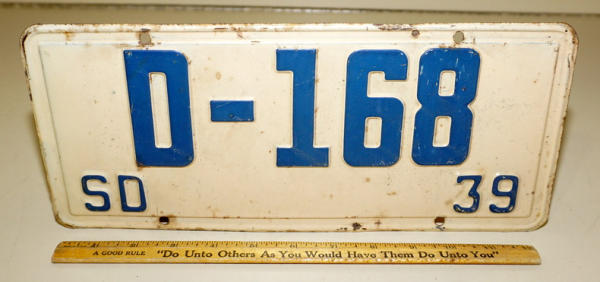 D-168
SD 39
A GOOD RULE "Do Unto Others As You Would Have Them Do Unto You"